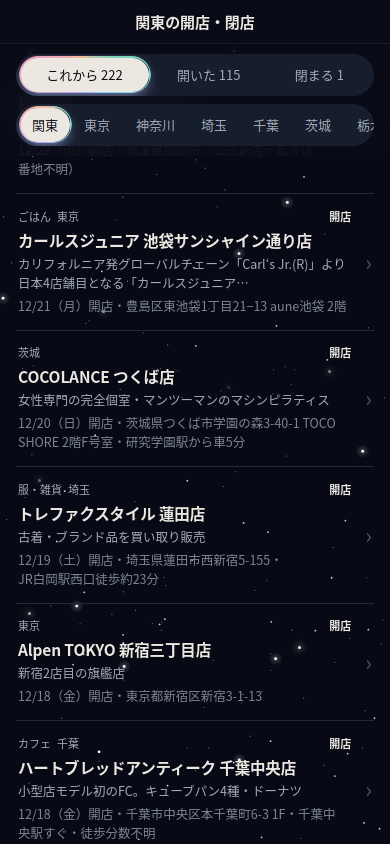 関東の開店・閉店
これから 222
開いた 115
閉まる 1
関東
東京
神奈川
埼玉
千葉
茨城
番地不明）
ごはん 東京
開店
カールスジュニア 池袋サンシャイン通り店
カリフォルニア発グローバルチェーン「Carl's Jr.(R)」より
日本4店舗目となる「カールスジュニア…
12/21（月）開店・豊島区東池袋1丁目21−13 aune池袋 2階
茨城
開店
COCOLANCE つくば店
女性専門の完全個室・マンツーマンのマシンピラティス
12/20（日）開店・茨城県つくば市学園の森3-40-1 TOCO
SHORE 2階F号室・研究学園駅から車5分
服・雑貨・埼玉
開店
トレファクスタイル 蓮田店
古着・ブランド品を買い取り販売
12/19（土）開店・埼玉県蓮田市西新宿5-155・
JR白岡駅西口徒歩約23分
東京
開店
Alpen TOKYO 新宿三丁目店
新宿2店目の旗艦店
12/18（金）開店・東京都新宿区新宿3-1-13
カフェ 千葉
開店
ハートブレッドアンティーク 千葉中央店
小型店モデル初のFC。キューブパン4種・ドーナツ
12/18（金）開店・千葉市中央区本千葉町6-3 1F・千葉中
央駅すぐ・徒歩分数不明